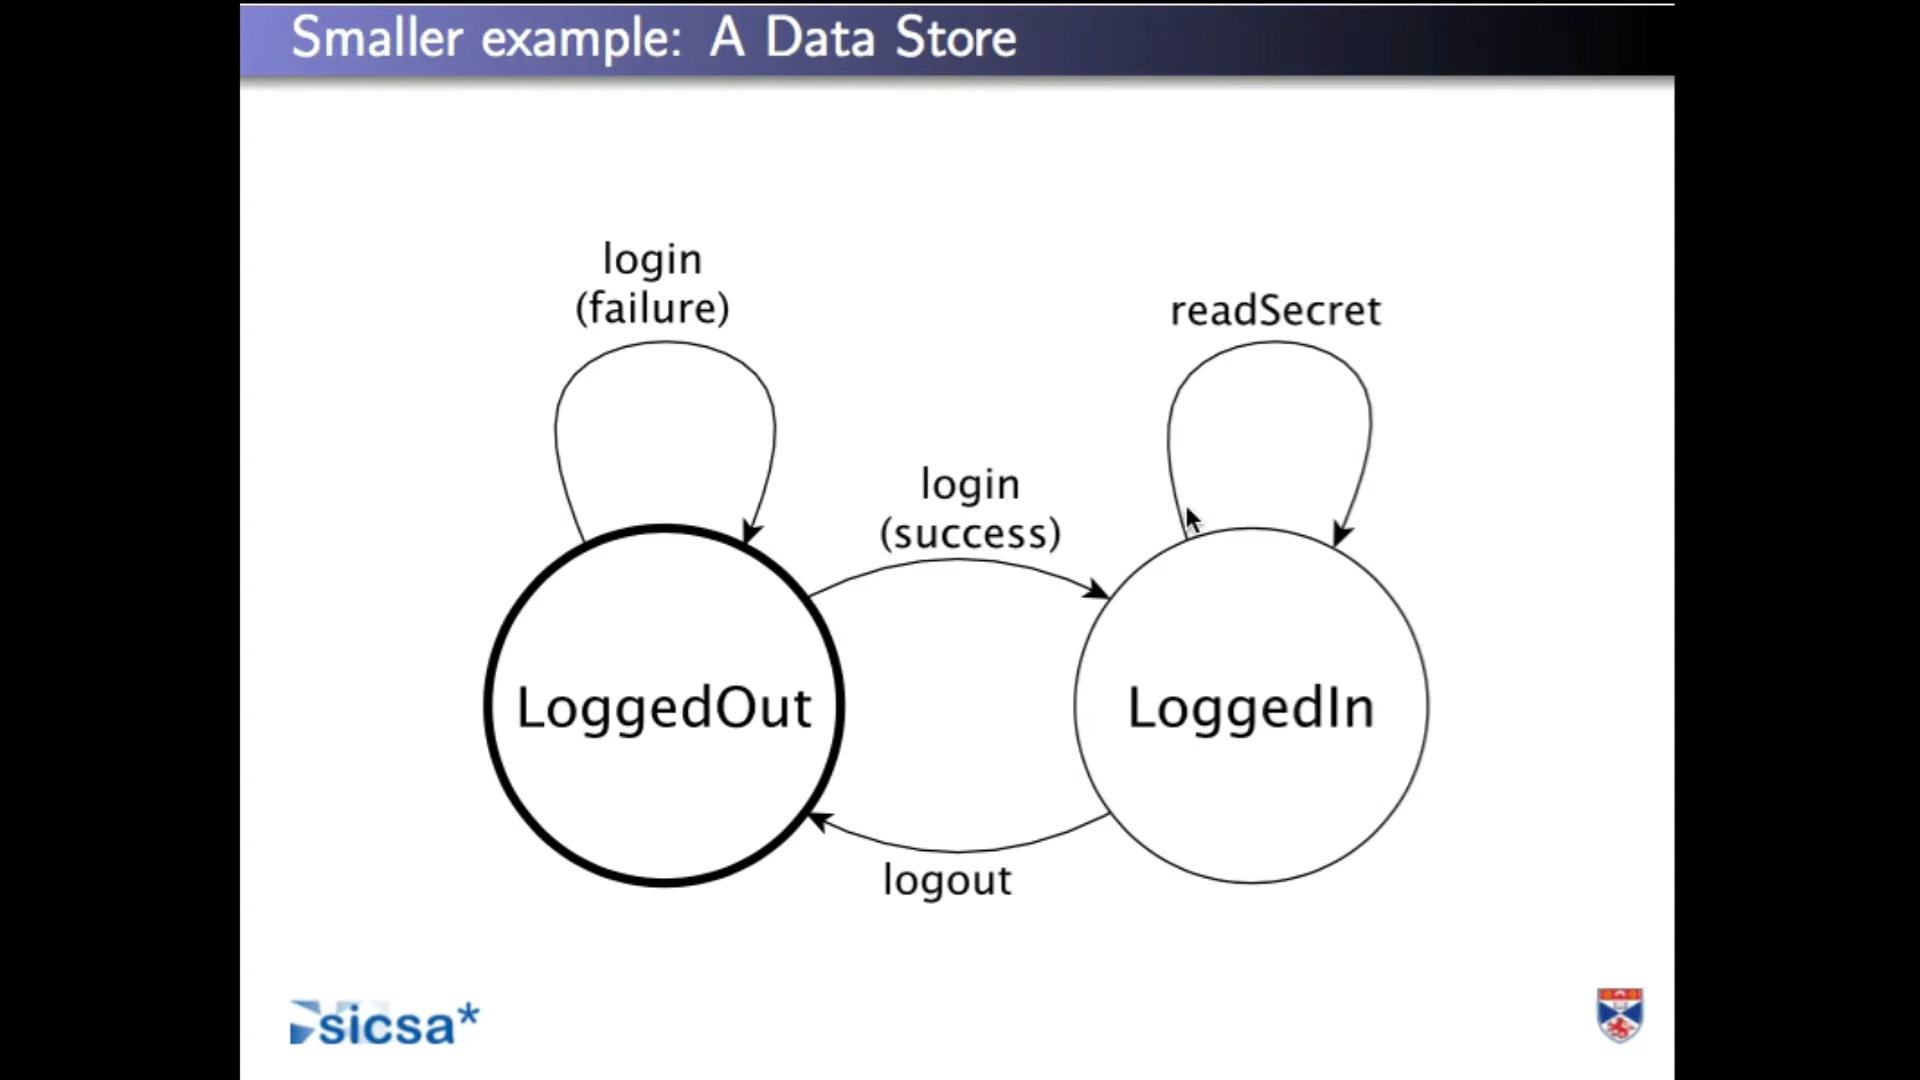 Smaller example: A Data Store
login
(failure)
readSecret
login
(success)
LoggedOut
LoggedIn
logout
sicsa*